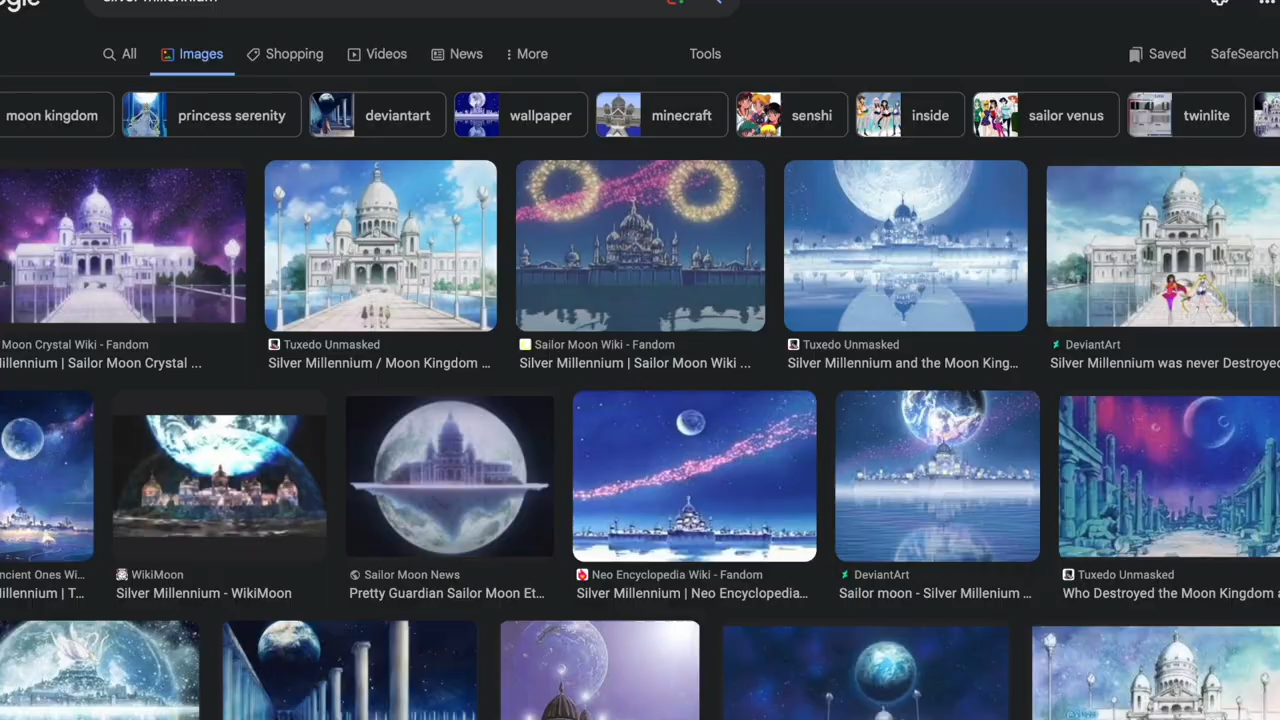 All
Images
Shopping
Videos
News
More
Tools
Saved
SafeSearch
moon kingdom
princess serenity
deviantart
wallpaper
minecraft
senshi
inside
sailor venus
twinlite
Moon Crystal Wiki - Fandom
Tuxedo Unmasked
Sailor Moon Wiki - Fandom
Tuxedo Unmasked
DeviantArt
illennium | Sailor Moon Crystal ...
Silver Millennium / Moon Kingdom ...
Silver Millennium | Sailor Moon Wiki ...
Silver Millennium and the Moon King...
Silver Millennium was never Destroyed
ncient Ones Wi...
WikiMoon
Sailor Moon News
Neo Encyclopedia Wiki - Fandom
DeviantArt
Tuxedo Unmasked
illennium | T...
Silver Millennium - WikiMoon
Pretty Guardian Sailor Moon Et...
Silver Millennium | Neo Encyclopedia...
Sailor moon - Silver Millenium ...
Who Destroyed the Moon Kingdom a